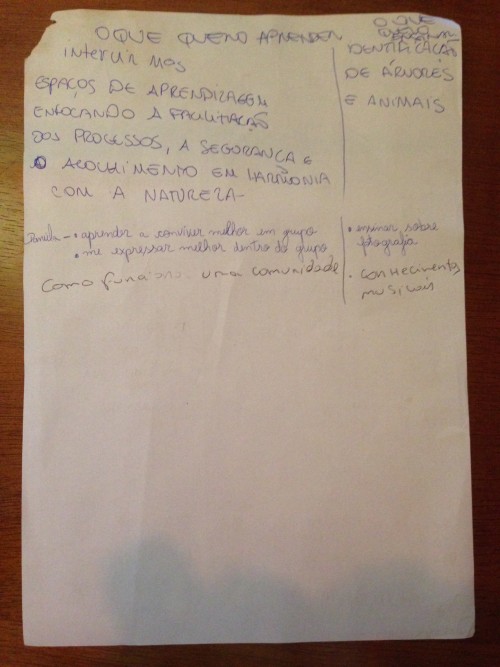 O QUE QUERO APRENDER
intervir nos
ESPAÇOS DE APRENDIZAGEM
ENFOCANDO A FACILITAÇÃO
DOS PROCESSOS, A SEGURANÇA E
O ACOLHIMENTO EM HARMONIA
COM A NATUREZA-
• aprender a conviver melhor em grupo
• me expressar melhor dentro do grupo
Como funciona uma comunidade
O QUE
IDENTIFICAÇÃO
DE ÁRVORES
E ANIMAIS
• ensinar sobre
fotografia
• conhecimentos
musicais